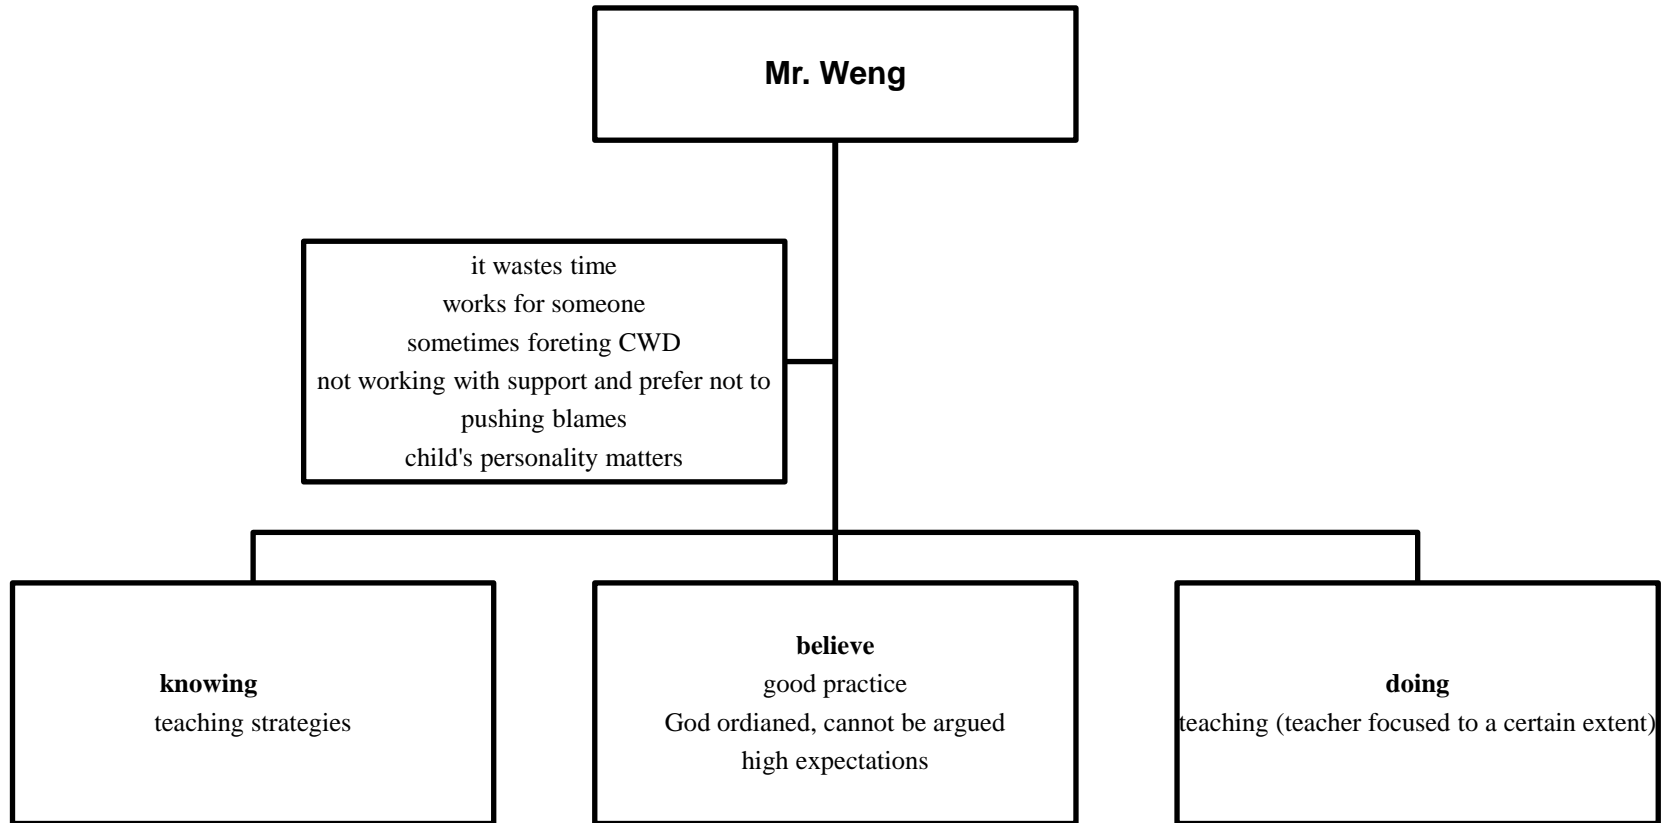 Mr. Weng
it wastes time
works for someone
sometimes foreting CWD
not working with support and prefer not to
pushing blames
child's personality matters
knowing
teaching strategies
believe
good practice
God ordianed, cannot be argued
high expectations
doing
teaching (teacher focused to a certain extent)